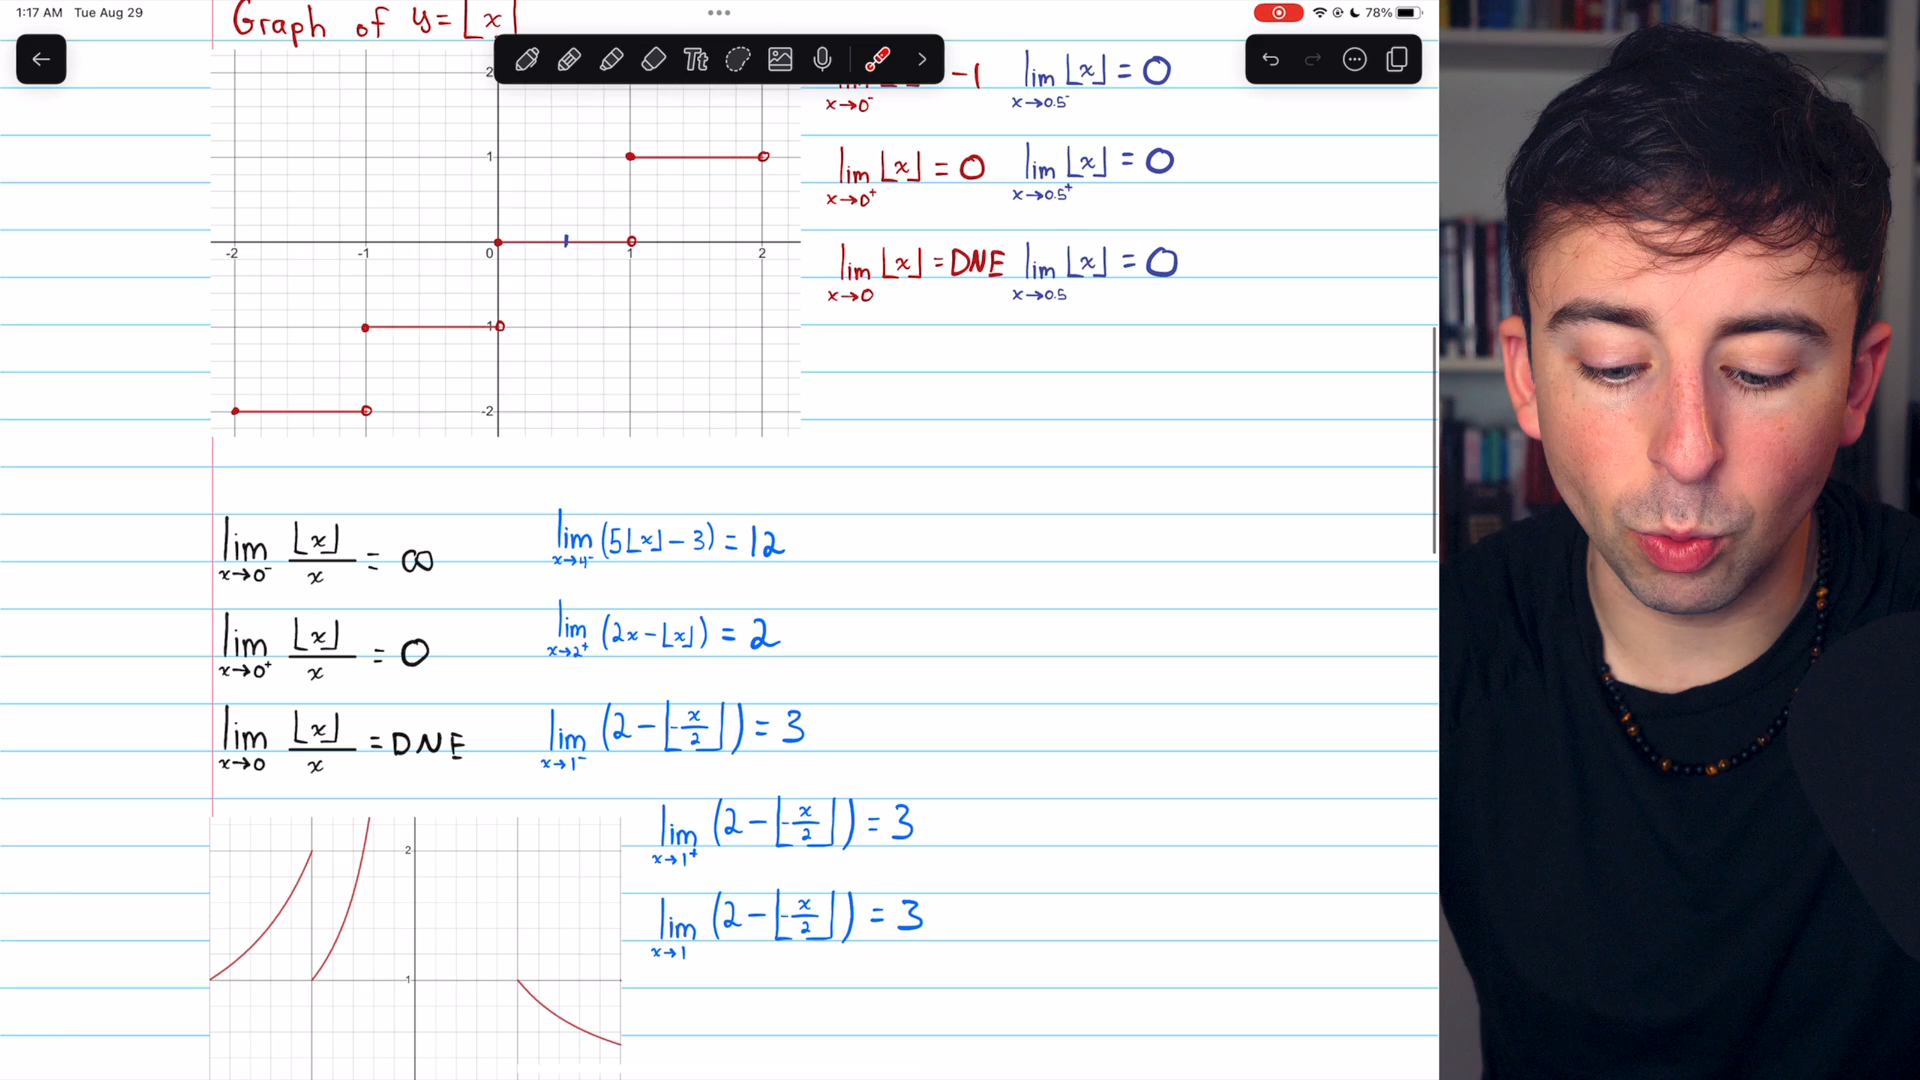 1:17 AM Tue Aug 29
78%
Graph of y = ⌊x⌋
Tt
2
1
-2 -1 0 1 2
-1
-2
-1
x→0⁻
lim ⌊x⌋ = 0
x→0.5⁻
lim ⌊x⌋ = 0
x→0⁺
lim ⌊x⌋ = 0
x→0.5⁺
lim ⌊x⌋ = DNE
x→0
lim ⌊x⌋ = 0
x→0.5
lim ⌊x⌋/x = ∞
x→0⁻
lim ⌊x⌋/x = 0
x→0⁺
lim ⌊x⌋/x = DNE
x→0
lim (5⌊x⌋ − 3) = 12
x→4⁻
lim (2x − ⌊x⌋) = 2
x→2⁺
lim (2 − ⌊-x/2⌋) = 3
x→1⁻
lim (2 − ⌊-x/2⌋) = 3
x→1⁺
lim (2 − ⌊-x/2⌋) = 3
x→1
2
1